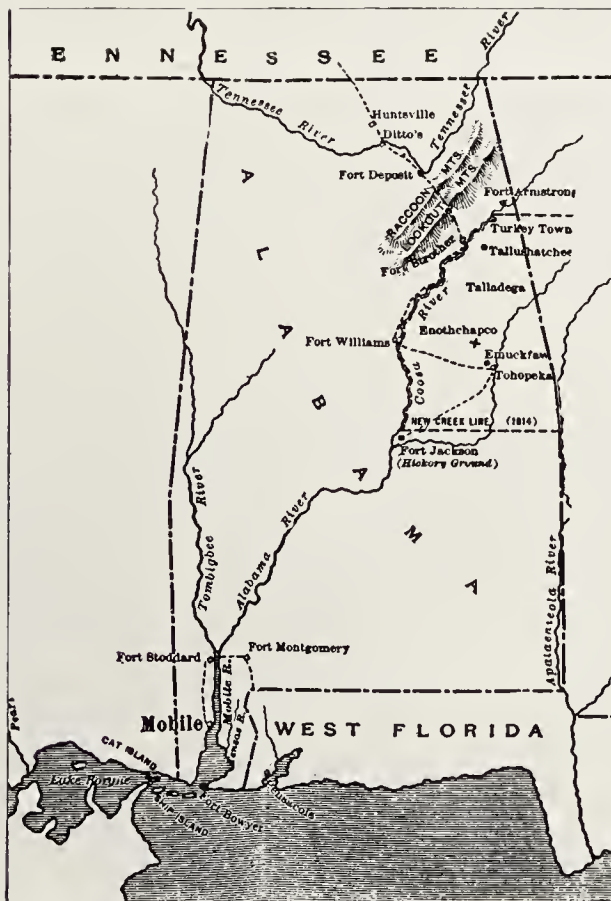 ENNESSEE
River
Tennessee
River
Tennesser
Huntsville
Ditto's
Fort Deposit
RACCOON MTS.
LOOKOUT MTS.
Fort Armstrong
Turkey Town
Tallushatchee
Fort Strother
River
Talladega
Enothchapco
Fort Williams
Emuckfaw
Tohopeka
Coosa
NEW CREEK LINE (1814)
Fort Jackson
(Hickory Ground)
ALABAMA
River
Tombigbee
River
Alabama
Apalaenicola River
Fort Stoddard
Fort Montgomery
Mobile R.
Mobile
WEST FLORIDA
Pearl
CAT ISLAND
Lake Borgne
SHIP ISLAND
Fort Bowyer
Pensacola